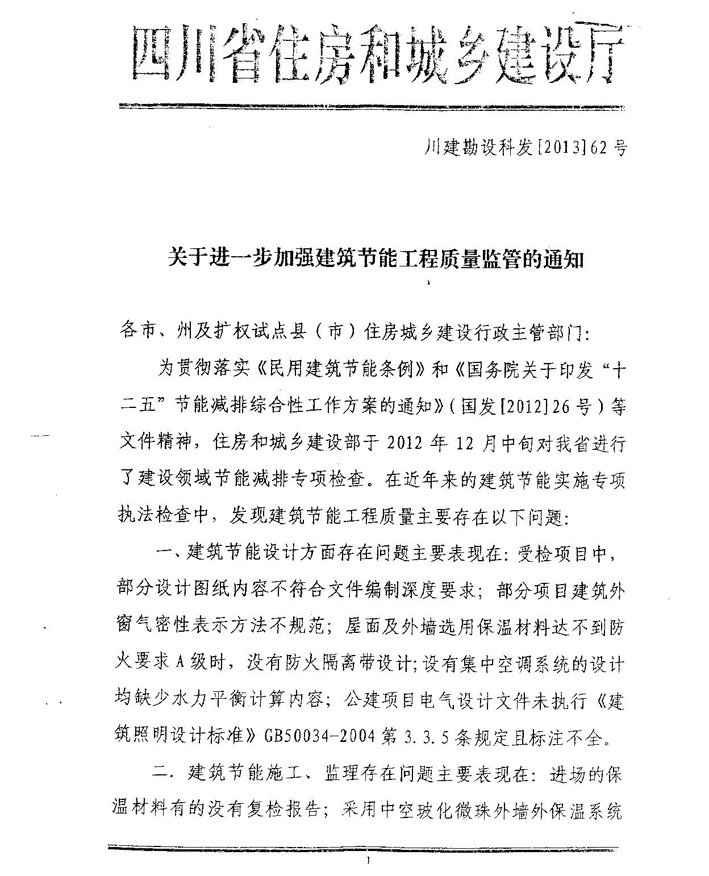 四川省住房和城乡建设厅
川建勘设科发[2013]62号
关于进一步加强建筑节能工程质量监管的通知
各市、州及扩权试点县（市）住房城乡建设行政主管部门：
为贯彻落实《民用建筑节能条例》和《国务院关于印发“十
二五”节能减排综合性工作方案的通知》（国发[2012]26号）等
文件精神，住房和城乡建设部于2012年12月中旬对我省进行
了建设领域节能减排专项检查。在近年来的建筑节能实施专项
执法检查中，发现建筑节能工程质量主要存在以下问题：
一、建筑节能设计方面存在问题主要表现在：受检项目中，
部分设计图纸内容不符合文件编制深度要求；部分项目建筑外
窗气密性表示方法不规范；屋面及外墙选用保温材料达不到防
火要求A级时，没有防火隔离带设计；设有集中空调系统的设计
均缺少水力平衡计算内容；公建项目电气设计文件未执行《建
筑照明设计标准》GB50034-2004第3.3.5条规定且标注不全。
二．建筑节能施工、监理存在问题主要表现在：进场的保
温材料有的没有复检报告；采用中空玻化微珠外墙外保温系统
1